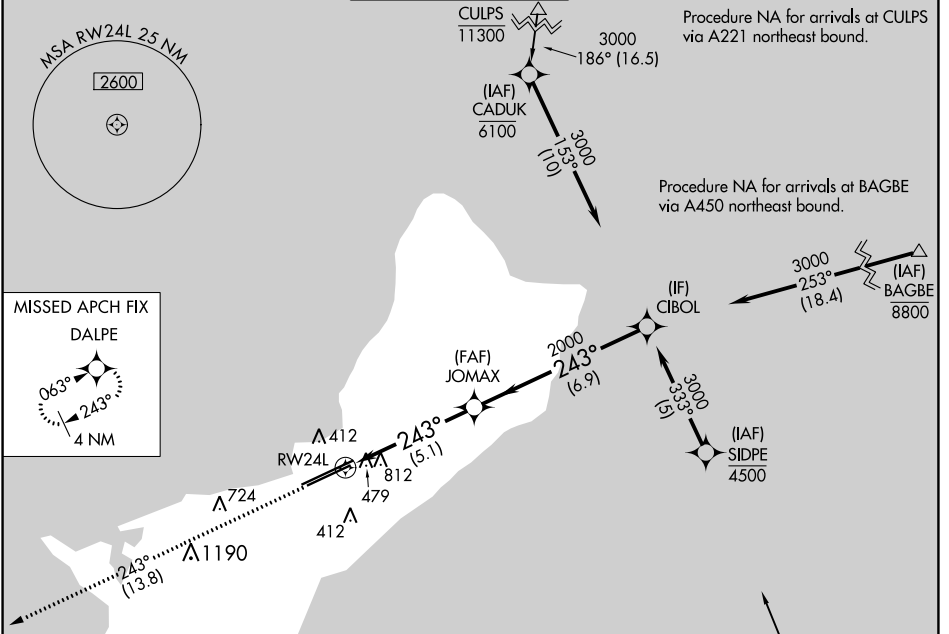 MSA RW24L 25 NM
2600
CULPS
11300
3000
186° (16.5)
Procedure NA for arrivals at CULPS
via A221 northeast bound.
(IAF)
CADUK
6100
3000
153°
(10)
Procedure NA for arrivals at BAGBE
via A450 northeast bound.
3000
253°
(18.4)
(IAF)
BAGBE
8800
(IF)
CIBOL
MISSED APCH FIX
DALPE
063°
243°
4 NM
2000
243°
(6.9)
(FAF)
JOMAX
3000
333°
(5)
(IAF)
SIDPE
4500
243°
(5.1)
412
RW24L
812
479
724
412
1190
243°
(13.8)